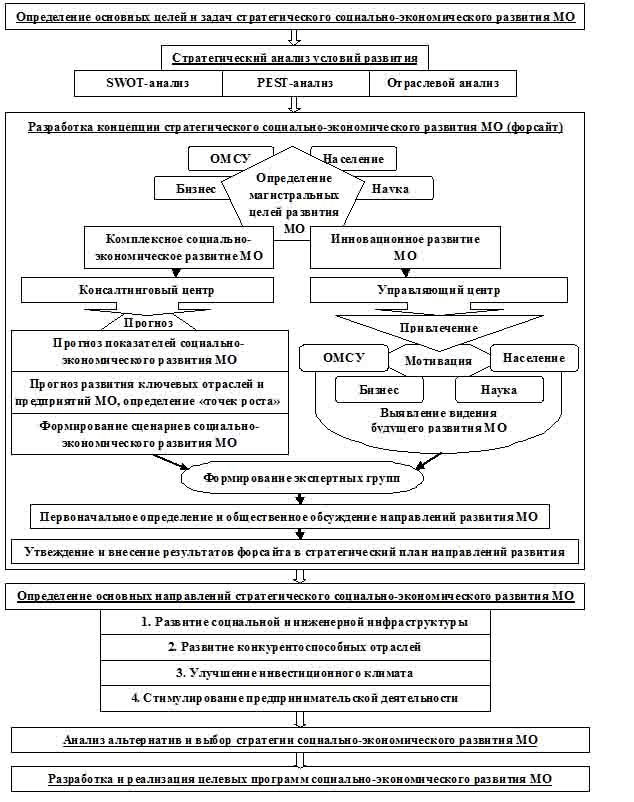 Определение основных целей и задач стратегического социально-экономического развития МО
Стратегический анализ условий развития
SWOT-анализ
PEST-анализ
Отраслевой анализ
Разработка концепции стратегического социально-экономического развития МО (форсайт)
ОМСУ
Население
Бизнес
Наука
Определение
магистральных
целей развития
МО
Комплексное социально-
экономическое развитие МО
Инновационное развитие
МО
Консалтинговый центр
Управляющий центр
Прогноз
Привлечение
Прогноз показателей социально-
экономического развития МО
Прогноз развития ключевых отраслей и
предприятий МО, определение «точек роста»
Формирование сценариев социально-
экономического развития МО
ОМСУ
Мотивация
Население
Бизнес
Наука
Выявление видения
будущего развития МО
Формирование экспертных групп
Первоначальное определение и общественное обсуждение направлений развития МО
Утвеждение и внесение результатов форсайта в стратегический план направлений развития
Определение основных направлений стратегического социально-экономического развития МО
1. Развитие социальной и инженерной инфраструктуры
2. Развитие конкурентоспособных отраслей
3. Улучшение инвестиционного климата
4. Стимулирование предпринимательской деятельности
Анализ альтернатив и выбор стратегии социально-экономического развития МО
Разработка и реализация целевых программ социально-экономического развития МО